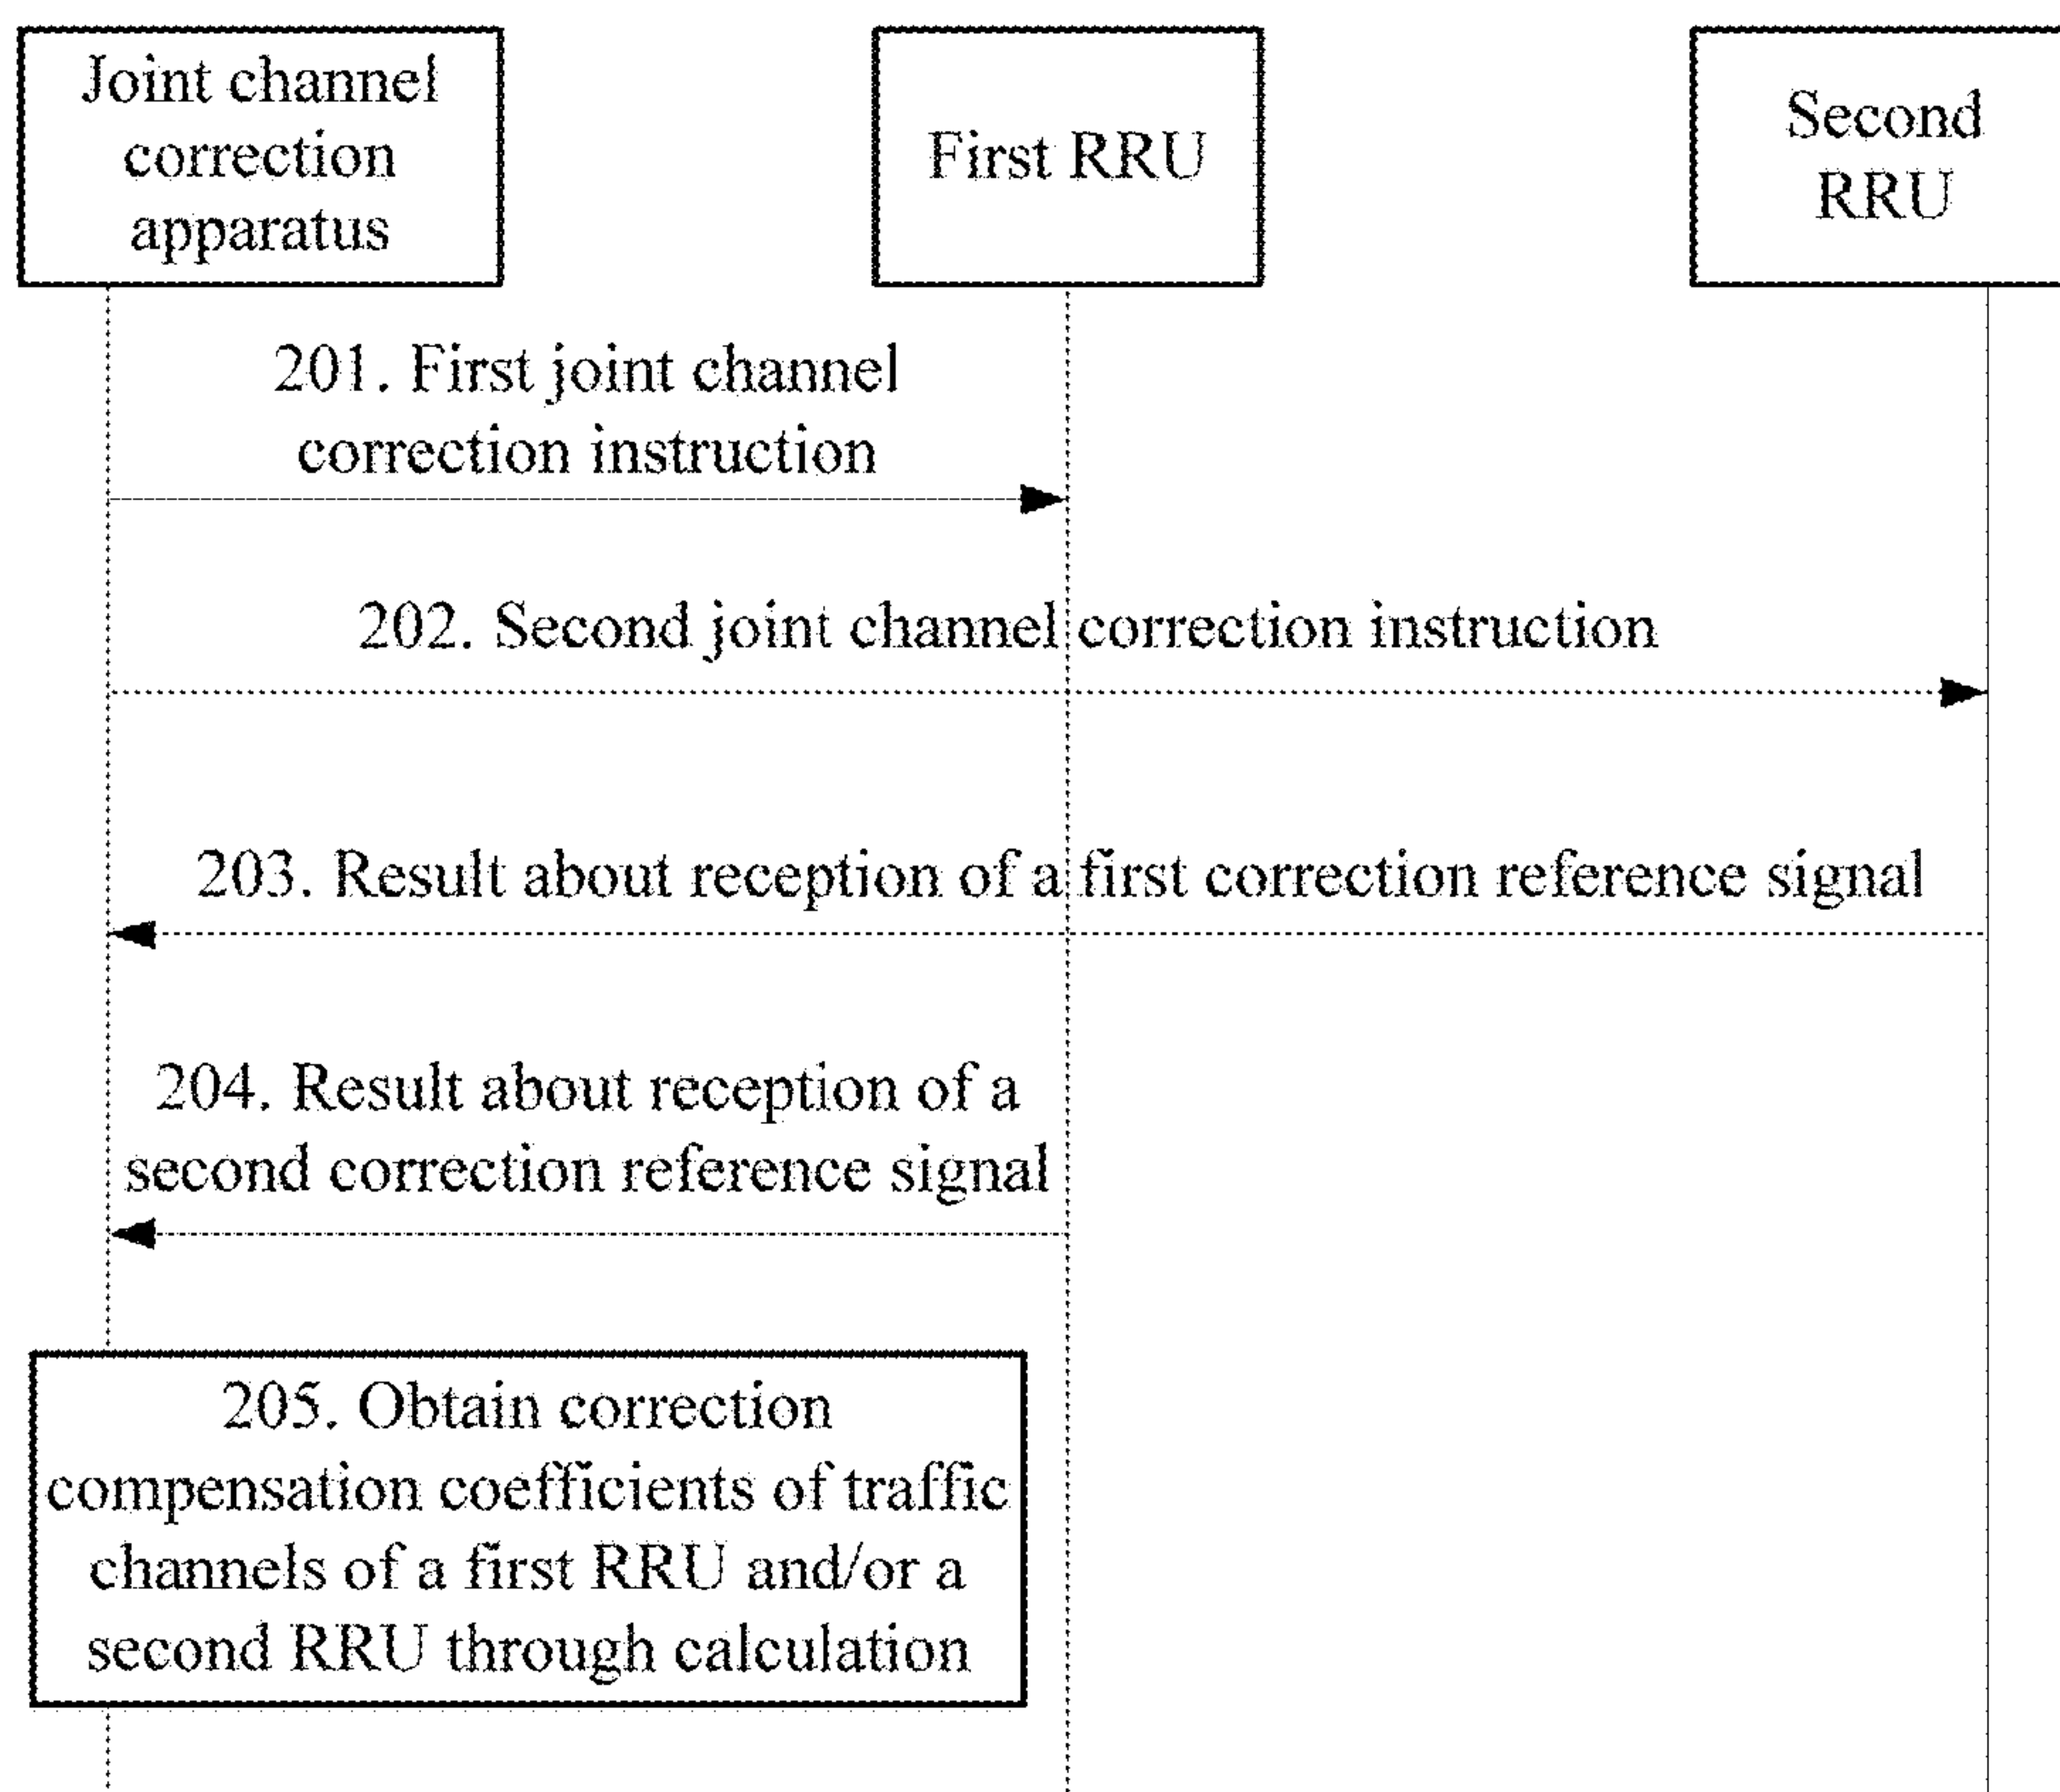 Joint channel
correction
apparatus
First RRU
Second
RRU
201. First joint channel
correction instruction
202. Second joint channel correction instruction
203. Result about reception of a first correction reference signal
204. Result about reception of a
second correction reference signal
205. Obtain correction
compensation coefficients of traffic
channels of a first RRU and/or a
second RRU through calculation